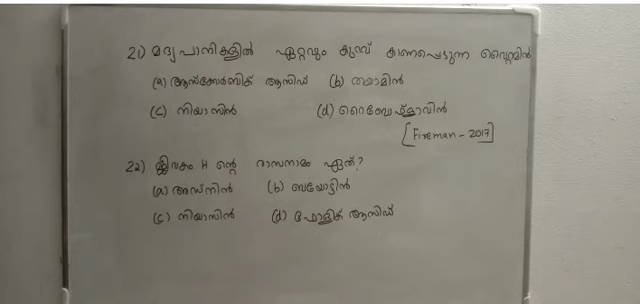 21) മദ്യപാനികളിൽ ഏറ്റവും കുറവ് കാണപ്പെടുന്ന വൈറ്റമിൻ
(a) ആസ്കോർബിക് ആസിഡ് (b) തയാമിൻ
(c) നിയാസിൻ (d) റൈബോഫ്ളാവിൻ
[Fireman - 2017]
22) ജീവകം H ന്റെ രാസനാമം ഏത്?
(a) അഡ്നിൻ (b) ബയോട്ടിൻ
(c) നിയാസിൻ (d) ഫോളിക് ആസിഡ്